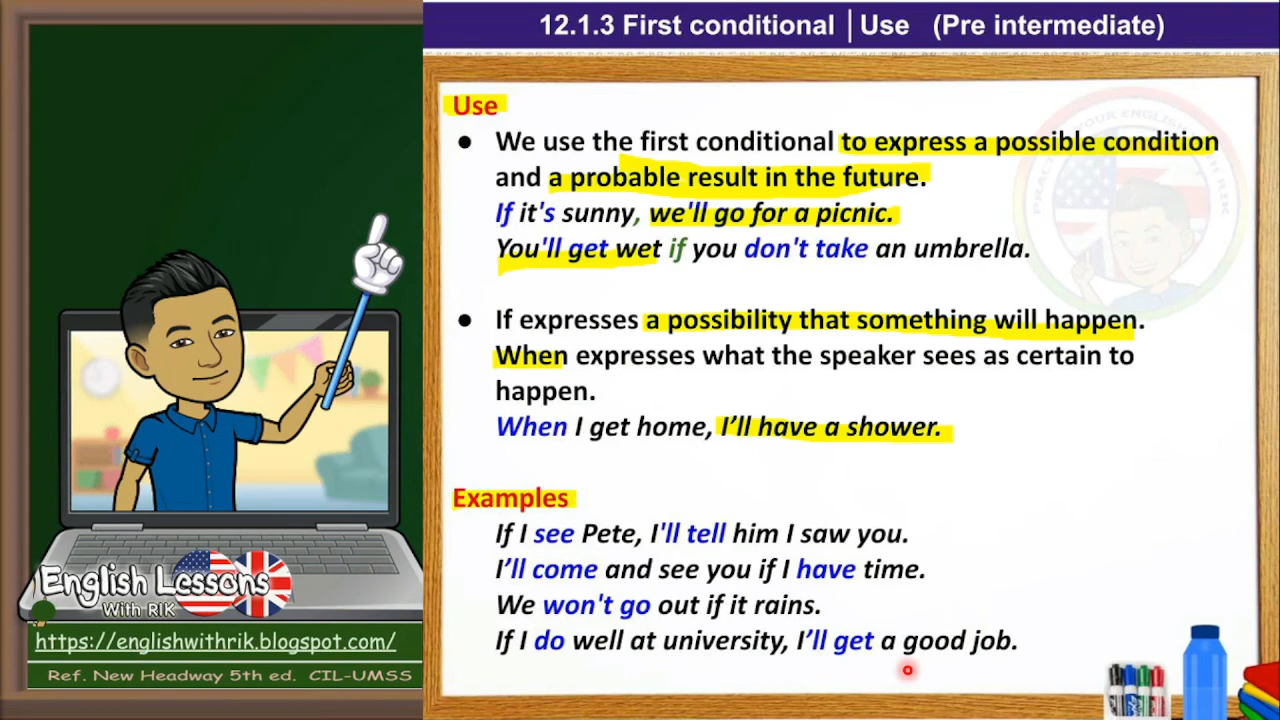 12.1.3 First conditional | Use (Pre intermediate)
Use
● We use the first conditional to express a possible condition
and a probable result in the future.
If it's sunny, we'll go for a picnic.
You'll get wet if you don't take an umbrella.
● If expresses a possibility that something will happen.
When expresses what the speaker sees as certain to
happen.
When I get home, I’ll have a shower.
Examples
If I see Pete, I'll tell him I saw you.
I’ll come and see you if I have time.
We won't go out if it rains.
If I do well at university, I’ll get a good job.
English Lessons
With RIK
https://englishwithrik.blogspot.com/
Ref. New Headway 5th ed. CIL-UMSS